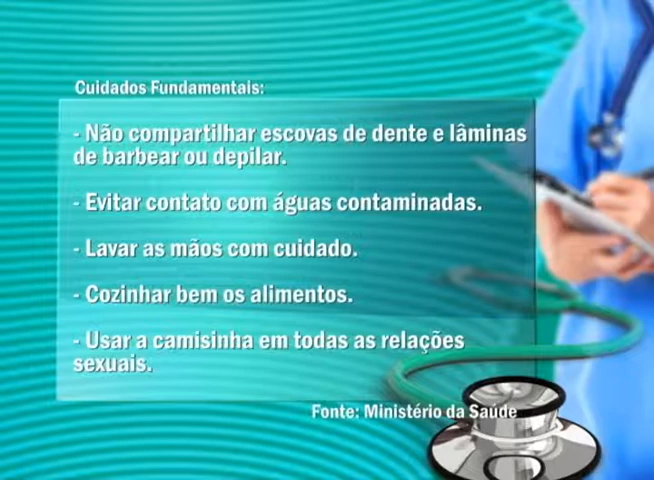 Cuidados Fundamentais:
- Não compartilhar escovas de dente e lâminas
de barbear ou depilar.
- Evitar contato com águas contaminadas.
- Lavar as mãos com cuidado.
- Cozinhar bem os alimentos.
- Usar a camisinha em todas as relações
sexuais.
Fonte: Ministério da Saúde